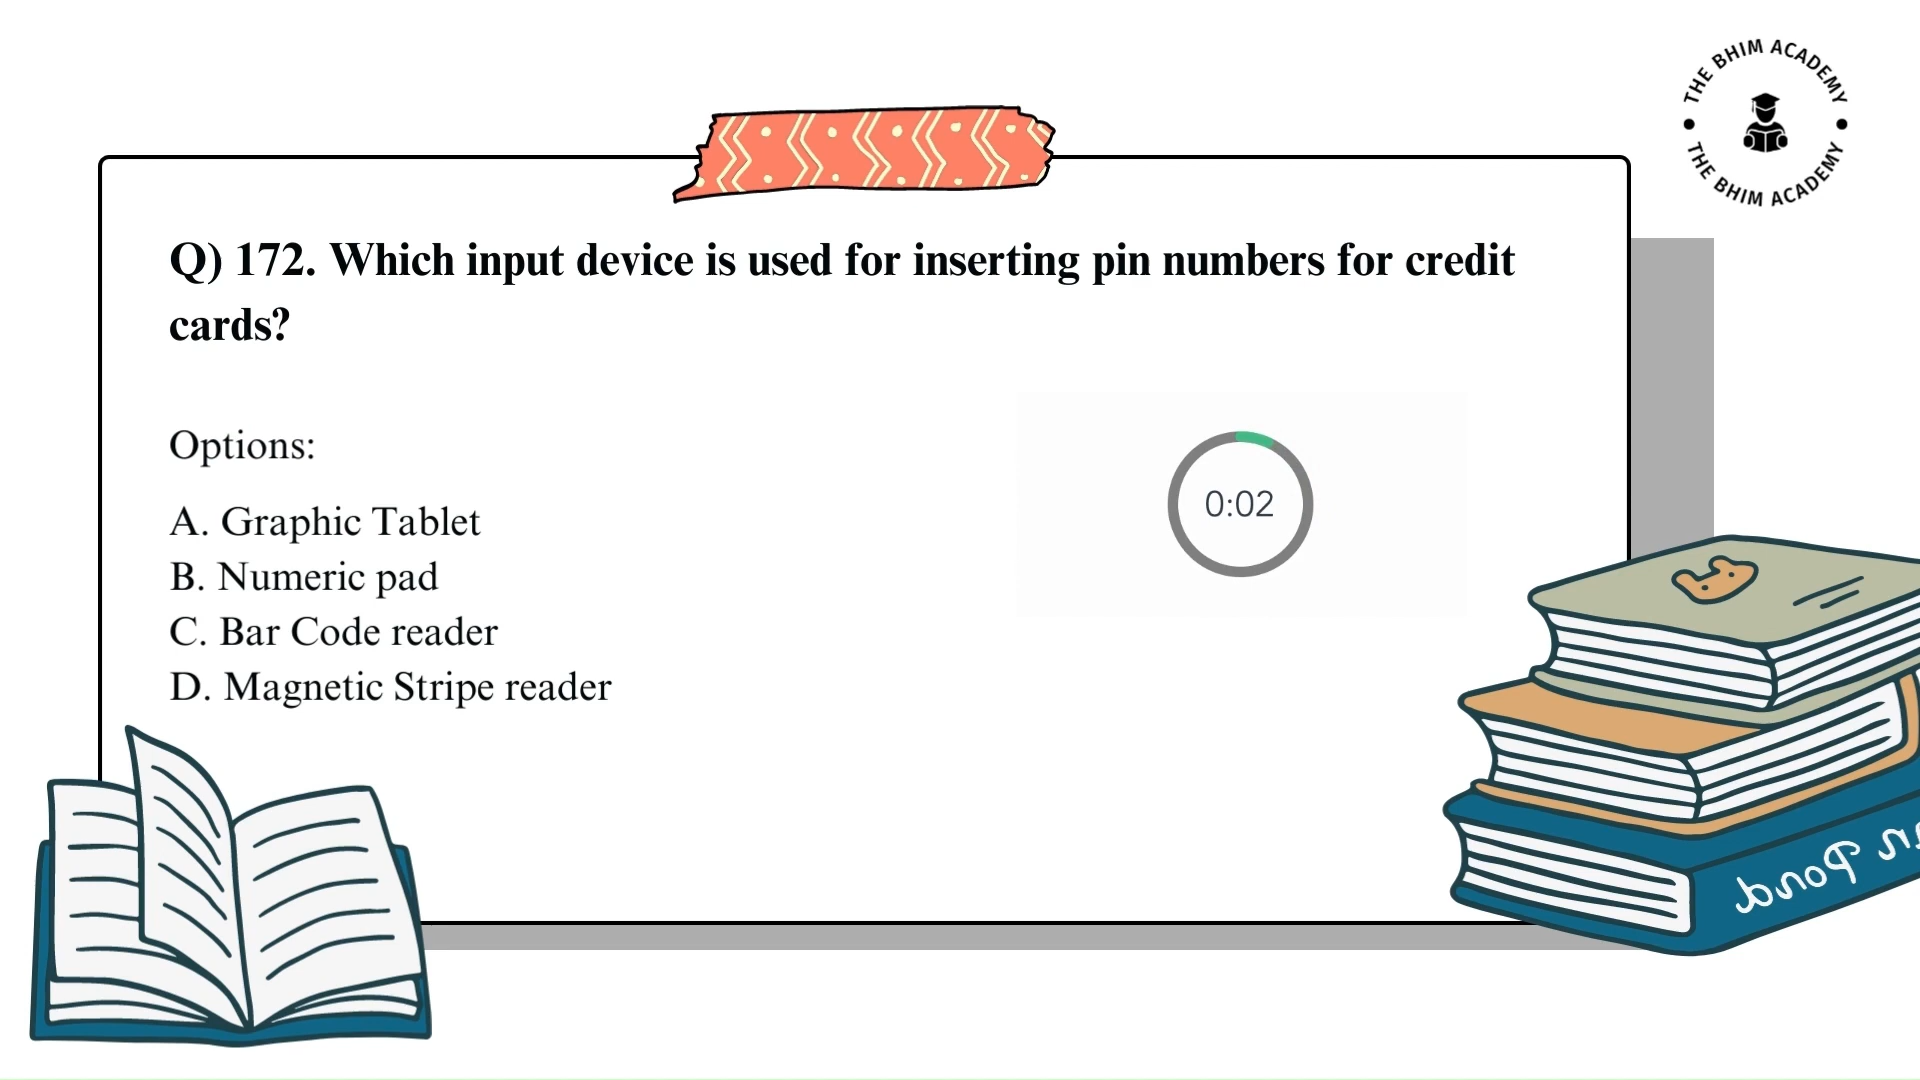 THE BHIM ACADEMY
THE BHIM ACADEMY
Q) 172. Which input device is used for inserting pin numbers for credit
cards?
Options:
0:02
A. Graphic Tablet
B. Numeric pad
C. Bar Code reader
D. Magnetic Stripe reader